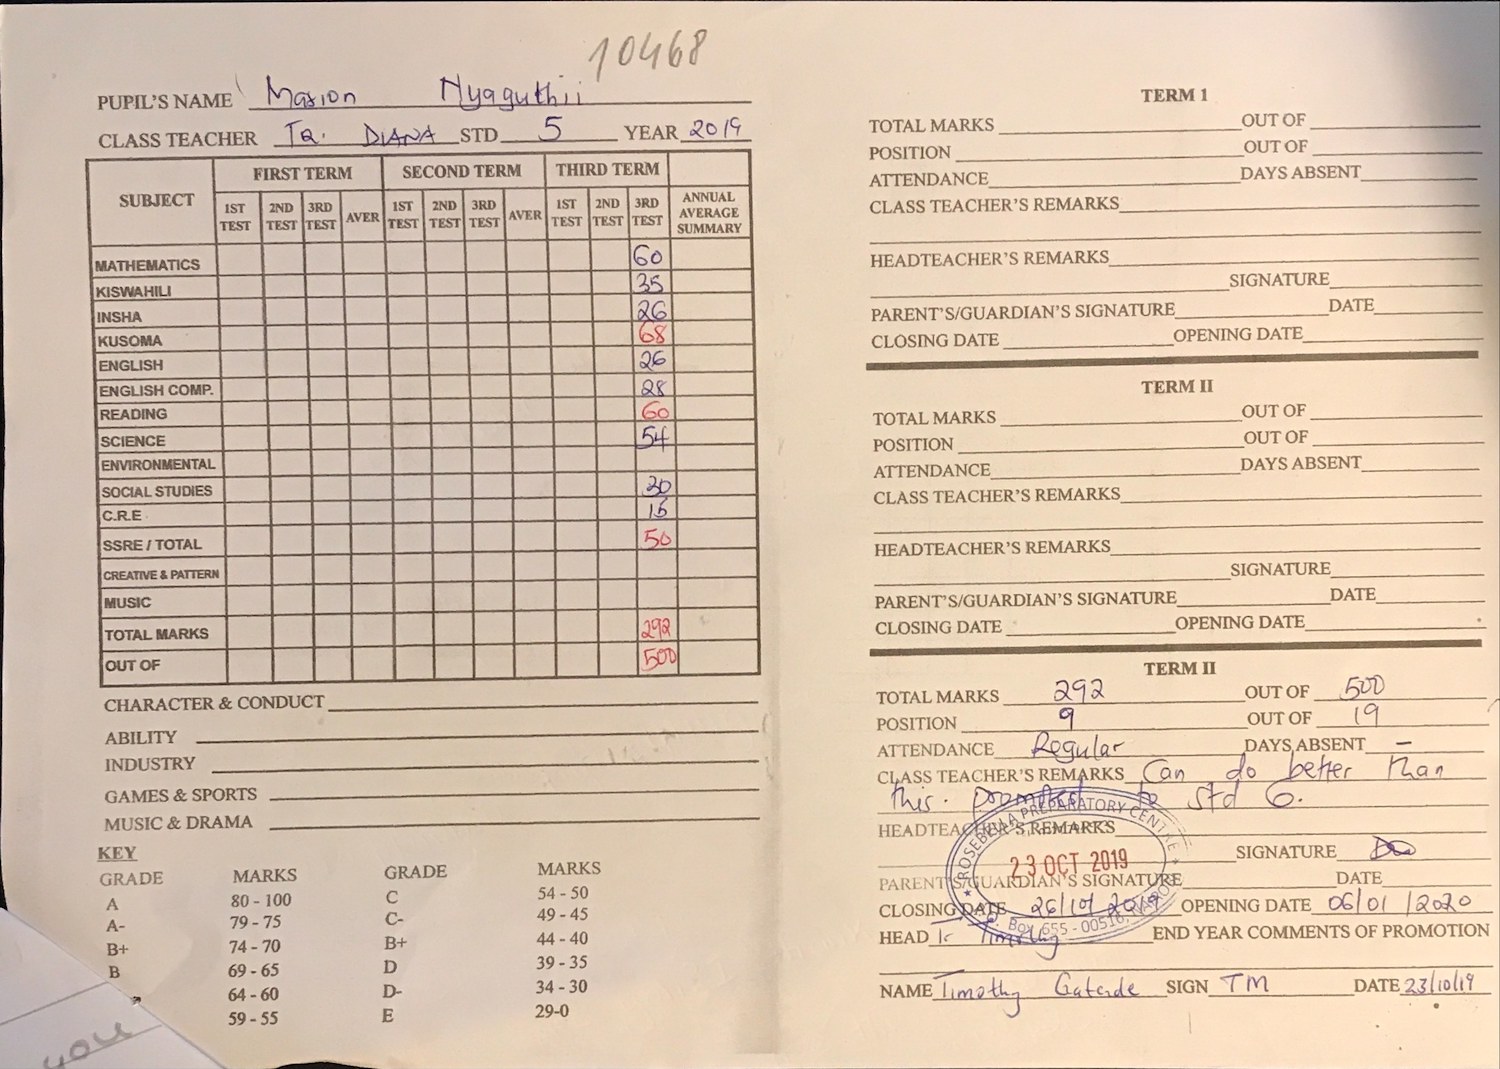 10468
PUPIL'S NAME Marion Nyaguthii
CLASS TEACHER Tr. DIANA STD 5 YEAR 2019
SUBJECT FIRST TERM SECOND TERM THIRD TERM ANNUAL AVERAGE SUMMARY
1ST TEST 2ND TEST 3RD TEST AVER 1ST TEST 2ND TEST 3RD TEST AVER 1ST TEST 2ND TEST 3RD TEST
MATHEMATICS 60
KISWAHILI 35
INSHA 26
KUSOMA 68
ENGLISH 26
ENGLISH COMP. 28
READING 60
SCIENCE 54
ENVIRONMENTAL
SOCIAL STUDIES 30
C.R.E 15
SSRE / TOTAL 50
CREATIVE & PATTERN
MUSIC
TOTAL MARKS 292
OUT OF 500
CHARACTER & CONDUCT
ABILITY
INDUSTRY
GAMES & SPORTS
MUSIC & DRAMA
KEY
GRADE MARKS GRADE MARKS
A 80 - 100 C 54 - 50
A- 79 - 75 C- 49 - 45
B+ 74 - 70 B+ 44 - 40
B 69 - 65 D 39 - 35
64 - 60 D- 34 - 30
59 - 55 E 29-0
you
TERM 1
TOTAL MARKS OUT OF
POSITION OUT OF
ATTENDANCE DAYS ABSENT
CLASS TEACHER'S REMARKS
HEADTEACHER'S REMARKS
SIGNATURE
PARENT'S/GUARDIAN'S SIGNATURE DATE
CLOSING DATE OPENING DATE
TERM II
TOTAL MARKS OUT OF
POSITION OUT OF
ATTENDANCE DAYS ABSENT
CLASS TEACHER'S REMARKS
HEADTEACHER'S REMARKS
SIGNATURE
PARENT'S/GUARDIAN'S SIGNATURE DATE
CLOSING DATE OPENING DATE
TERM II
TOTAL MARKS 292 OUT OF 500
POSITION 9 OUT OF 19
ATTENDANCE Regular DAYS ABSENT –
CLASS TEACHER'S REMARKS Can do better than
this. promoted to std 6.
HEADTEACHER'S REMARKS
SIGNATURE
PARENT'S/GUARDIAN'S SIGNATURE DATE
CLOSING DATE 26/10/2019 OPENING DATE 06/01/2020
HEAD Tr Timothy END YEAR COMMENTS OF PROMOTION
NAME Timothy SIGN TM DATE 23/10/19
ROSEBELLA PREPARATORY CENTRE
23 OCT 2019
Box 655 - 00516, NAIROBI